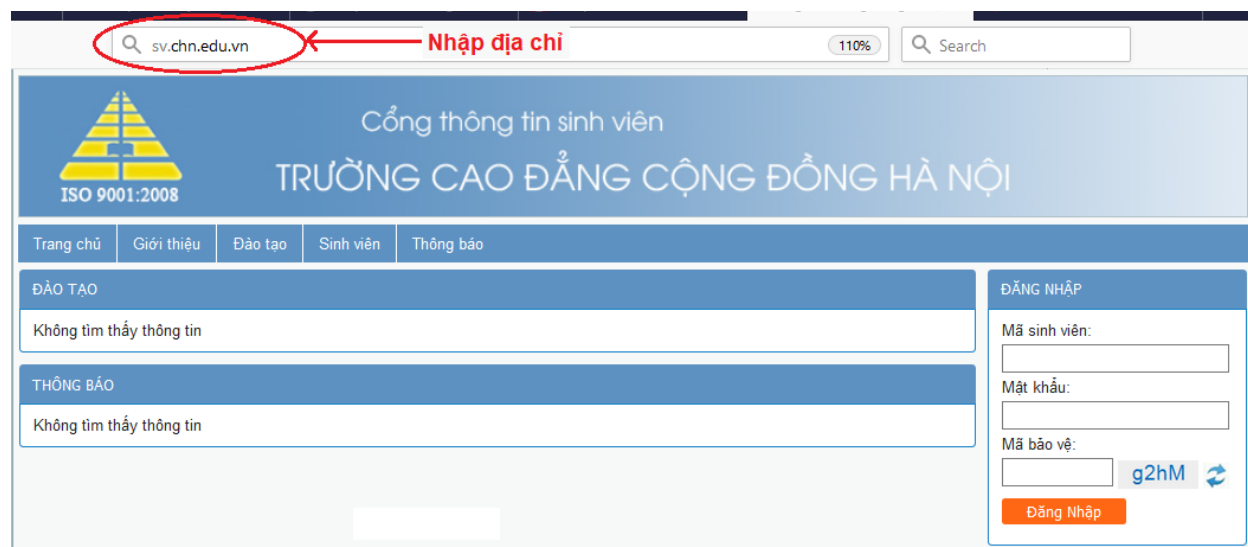 sv.chn.edu.vn
Nhập địa chỉ
110%
Search
Cổng thông tin sinh viên
TRƯỜNG CAO ĐẲNG CỘNG ĐỒNG HÀ NỘI
ISO 9001:2008
Trang chủ Giới thiệu Đào tạo Sinh viên Thông báo
ĐÀO TẠO
Không tìm thấy thông tin
THÔNG BÁO
Không tìm thấy thông tin
ĐĂNG NHẬP
Mã sinh viên:
Mật khẩu:
Mã bảo vệ:
g2hM
Đăng Nhập